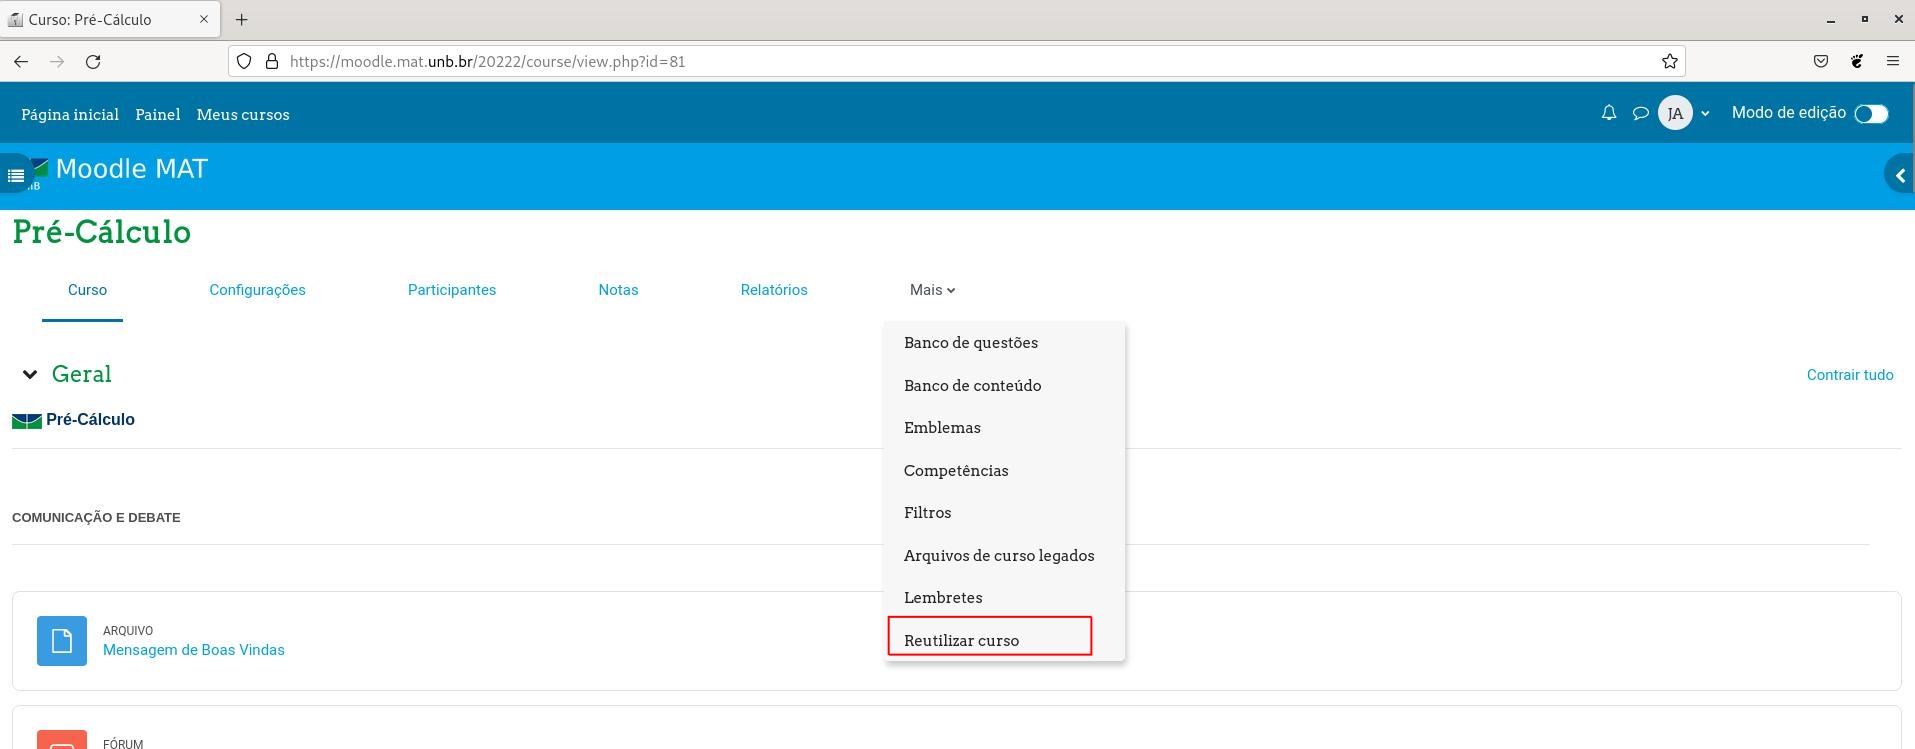 Curso: Pré-Cálculo
https://moodle.mat.unb.br/20222/course/view.php?id=81
Página inicial Painel Meus cursos JA Modo de edição
Moodle MAT
Pré-Cálculo
Curso Configurações Participantes Notas Relatórios Mais
Banco de questões
Geral
Contrair tudo
Banco de conteúdo
Pré-Cálculo
Emblemas
Competências
COMUNICAÇÃO E DEBATE
Filtros
Arquivos de curso legados
Lembretes
ARQUIVO
Mensagem de Boas Vindas
Reutilizar curso
FÓRUM